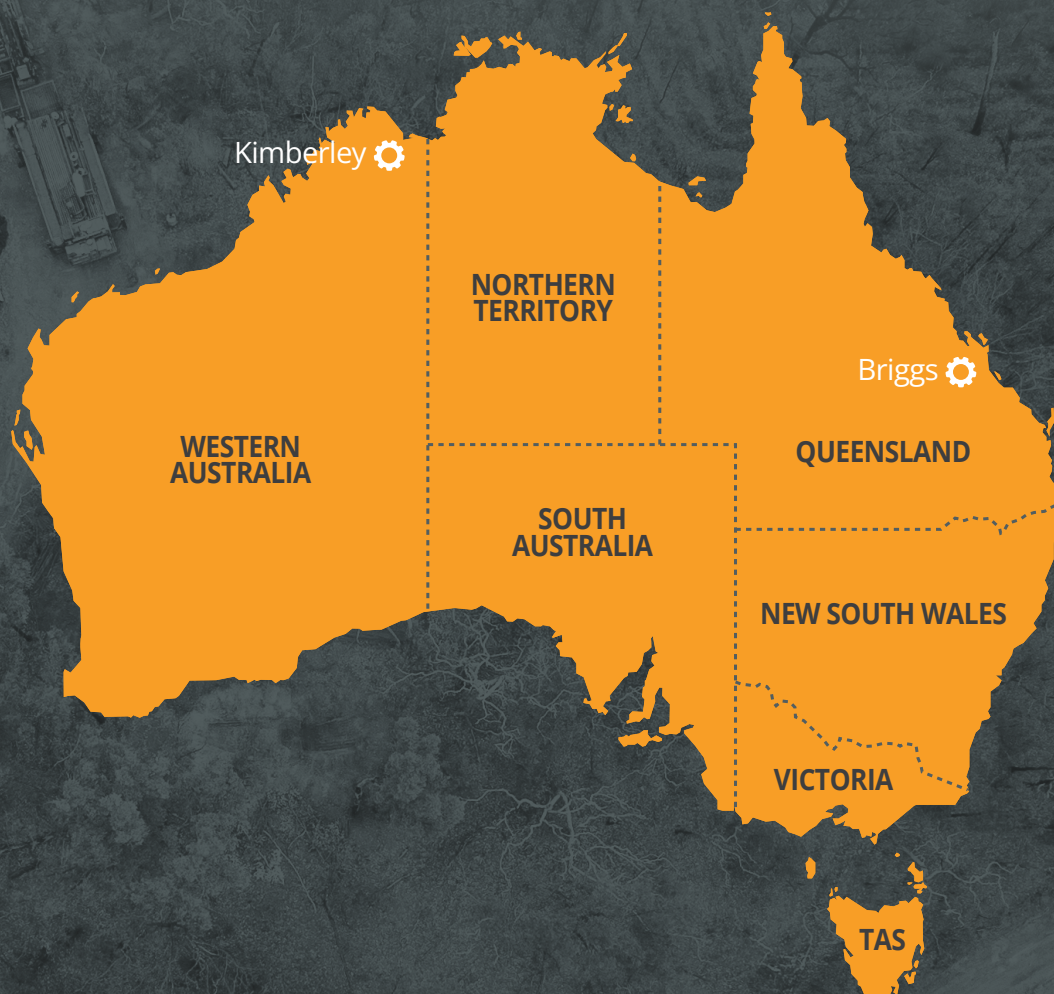 Kimberley
NORTHERN
TERRITORY
Briggs
WESTERN
AUSTRALIA
QUEENSLAND
SOUTH
AUSTRALIA
NEW SOUTH WALES
VICTORIA
TAS